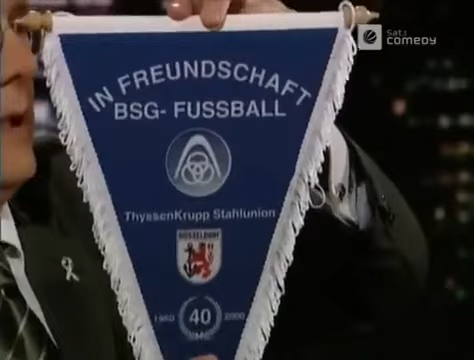 Sat.1
comedy
IN FREUNDSCHAFT
BSG- FUSSBALL
ThyssenKrupp Stahlunion
DÜSSELDORF
1960 40 2000